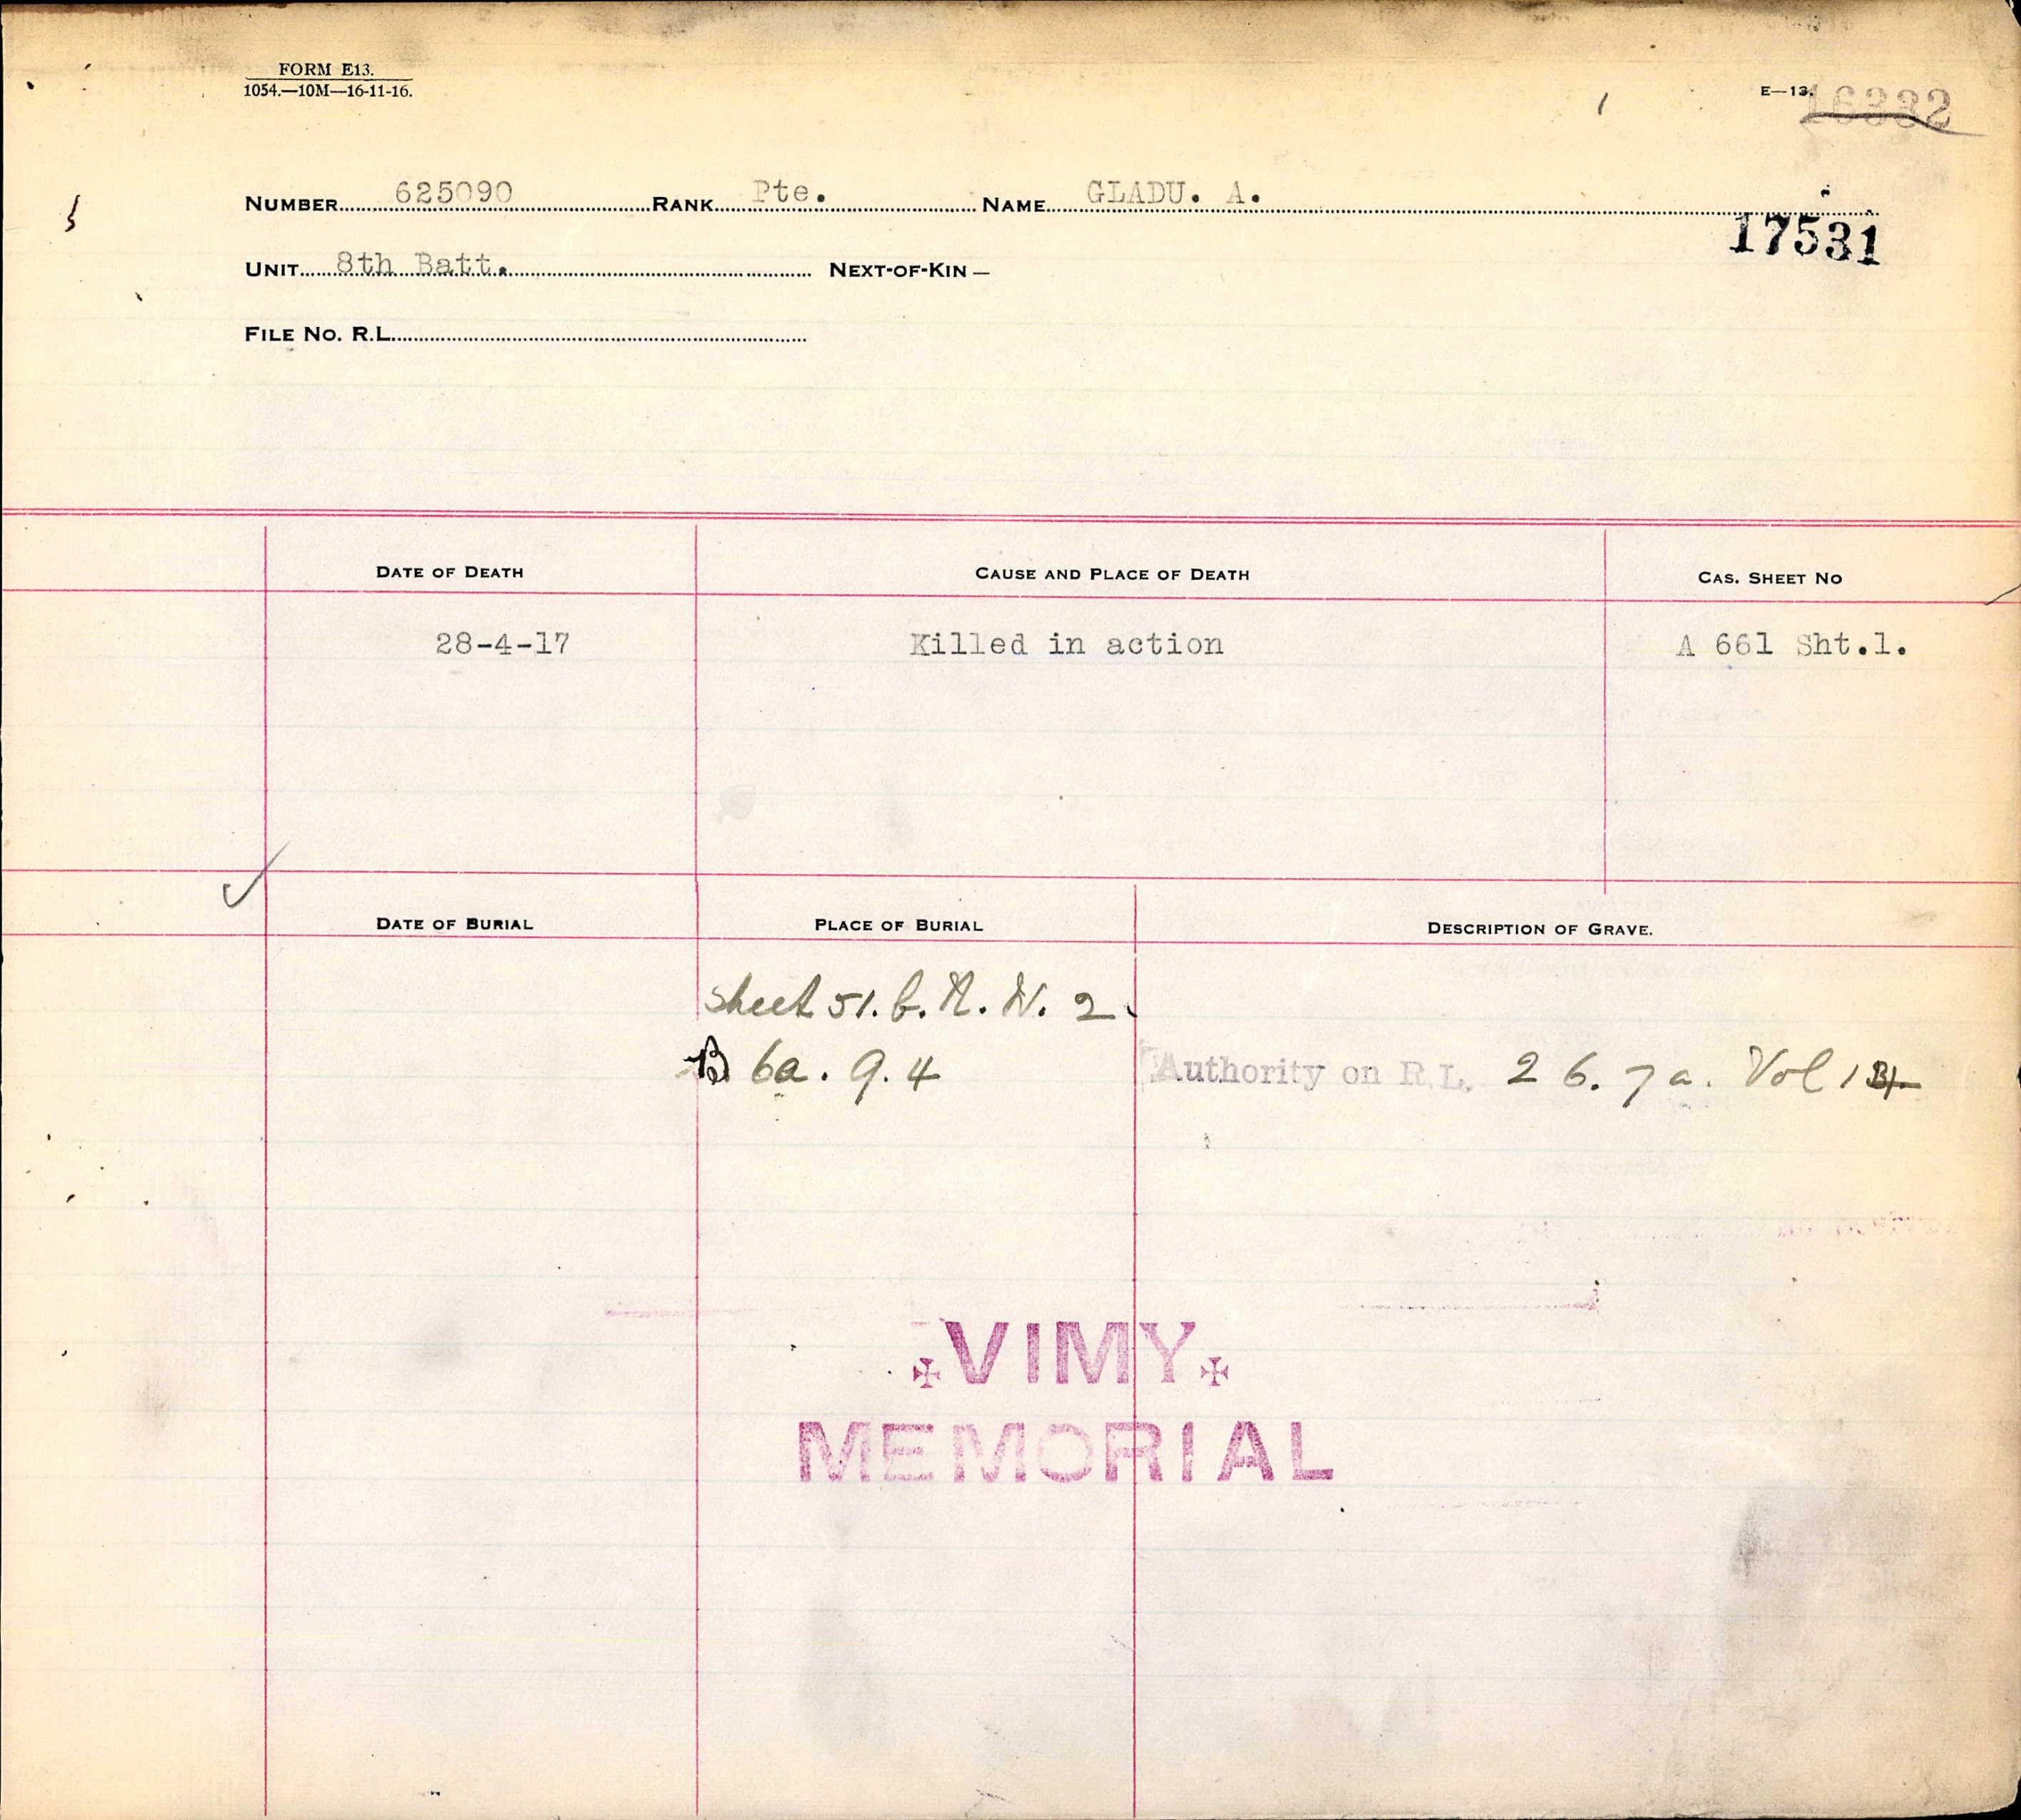 FORM E13.
1054.—10M—16-11-16.
E—13.
16332
NUMBER 625090 RANK Pte. NAME GLADU. A.
17531
UNIT 8th Batt. NEXT-OF-KIN—
FILE NO. R.L.
DATE OF DEATH CAUSE AND PLACE OF DEATH CAS. SHEET NO
28-4-17 Killed in action A 661 Sht.1.
DATE OF BURIAL PLACE OF BURIAL DESCRIPTION OF GRAVE.
Sheet 51. b. N. W. 2.
B 6a. 9. 4 Authority on R.L. 26. 7a. Vol
VIMY
MEMORIAL